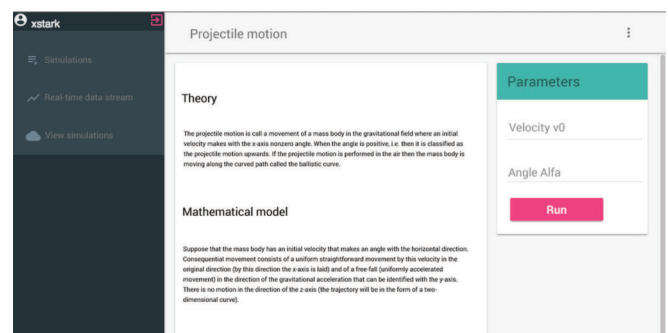 xstark
Simulations
Real-time data stream
View simulations
Projectile motion
Theory
The projectile motion is call a movement of a mass body in the gravitational field where an initial
velocity makes with the x-axis nonzero angle. When the angle is positive, i.e. then it is classified as
the projectile motion upwards. If the projectile motion is performed in the air then the mass body is
moving along the curved path called the ballistic curve.
Mathematical model
Suppose that the mass body has an initial velocity that makes an angle with the horizontal direction.
Consequential movement consists of a uniform straightforward movement by this velocity in the
original direction (by this direction the x-axis is laid) and of a free-fall (uniformly accelerated
movement) in the direction of the gravitational acceleration that can be identified with the y-axis.
There is no motion in the direction of the z-axis (the trajectory will be in the form of a two-
dimensional curve).
Parameters
Velocity v0
Angle Alfa
Run